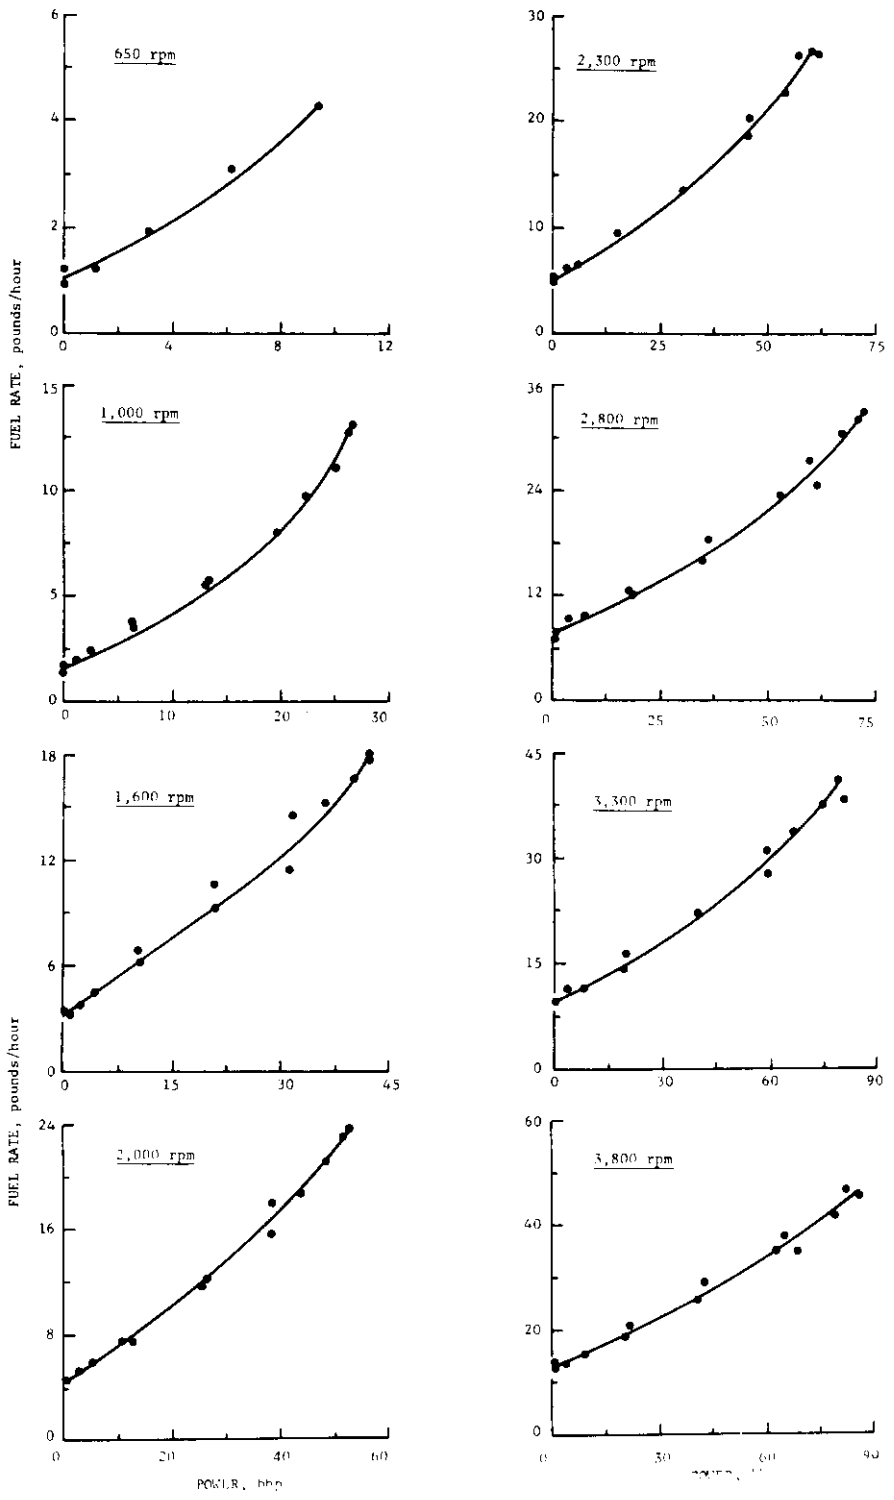 6
650 rpm
4
2
0
0 4 8 12
30
2,300 rpm
20
10
0
0 25 50 75
FUEL RATE, pounds/hour
15
1,000 rpm
10
5
0
0 10 20 30
36
2,800 rpm
24
12
0
0 25 50 75
18
1,600 rpm
12
6
0
0 15 30 45
45
3,300 rpm
30
15
0
0 30 60 90
FUEL RATE, pounds/hour
24
2,000 rpm
16
8
0
0 20 40 60
POWER, bhp
60
3,800 rpm
40
20
0
0 30 60 90
POWER,